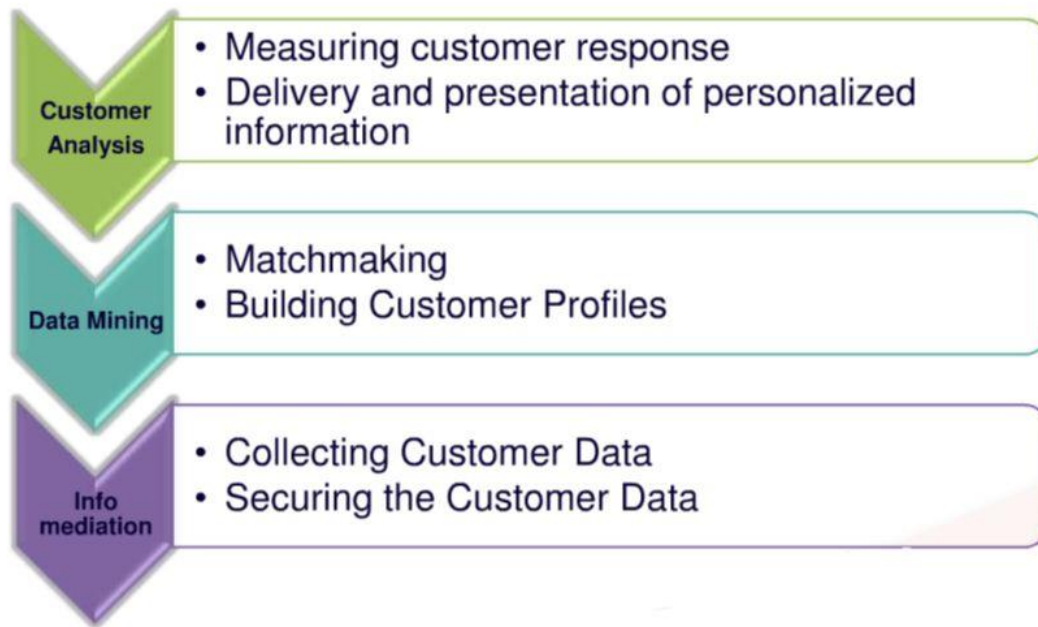 Customer
Analysis
• Measuring customer response
• Delivery and presentation of personalized
information
Data Mining
• Matchmaking
• Building Customer Profiles
Info
mediation
• Collecting Customer Data
• Securing the Customer Data